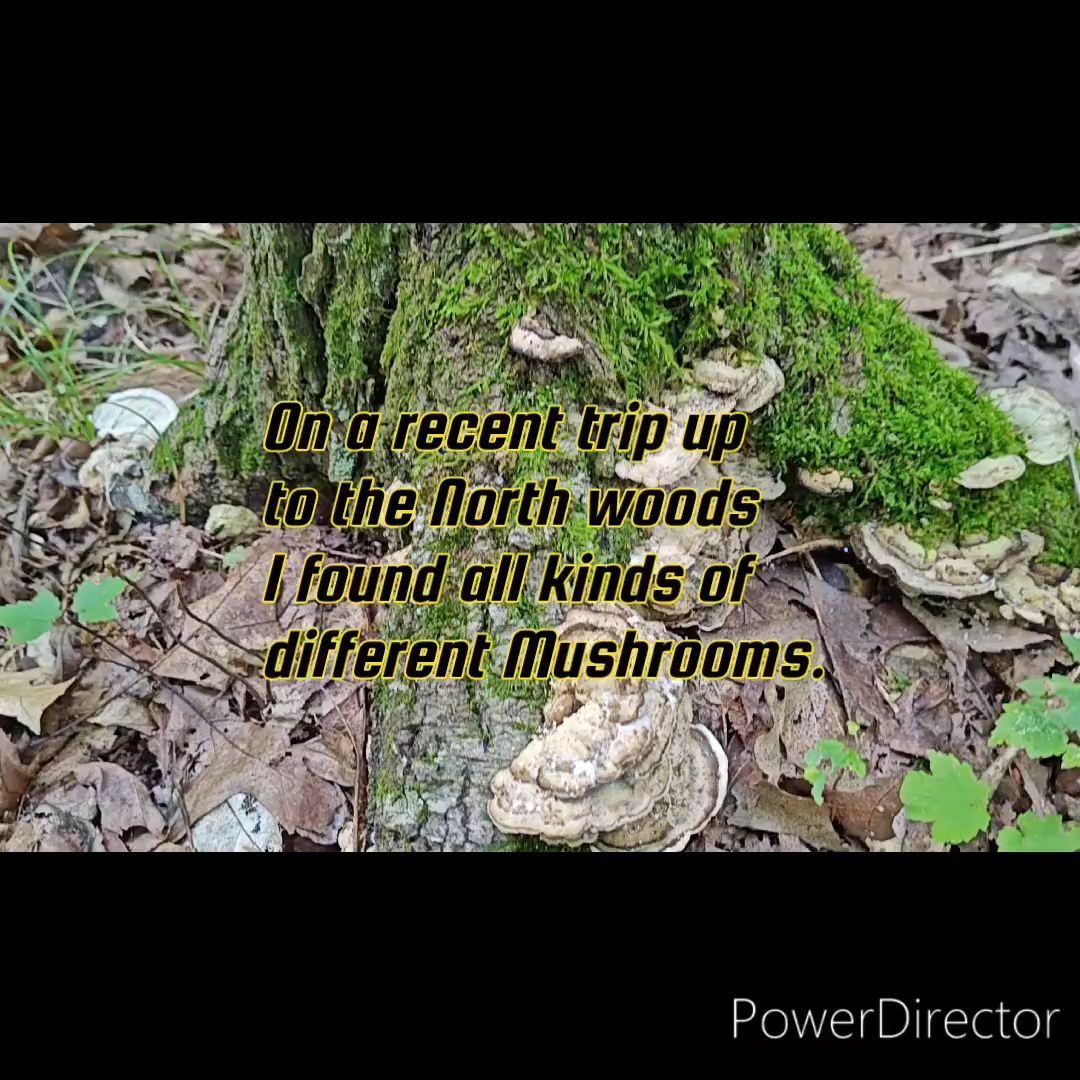 On a recent trip up
to the North woods
I found all kinds of
different Mushrooms.
PowerDirector